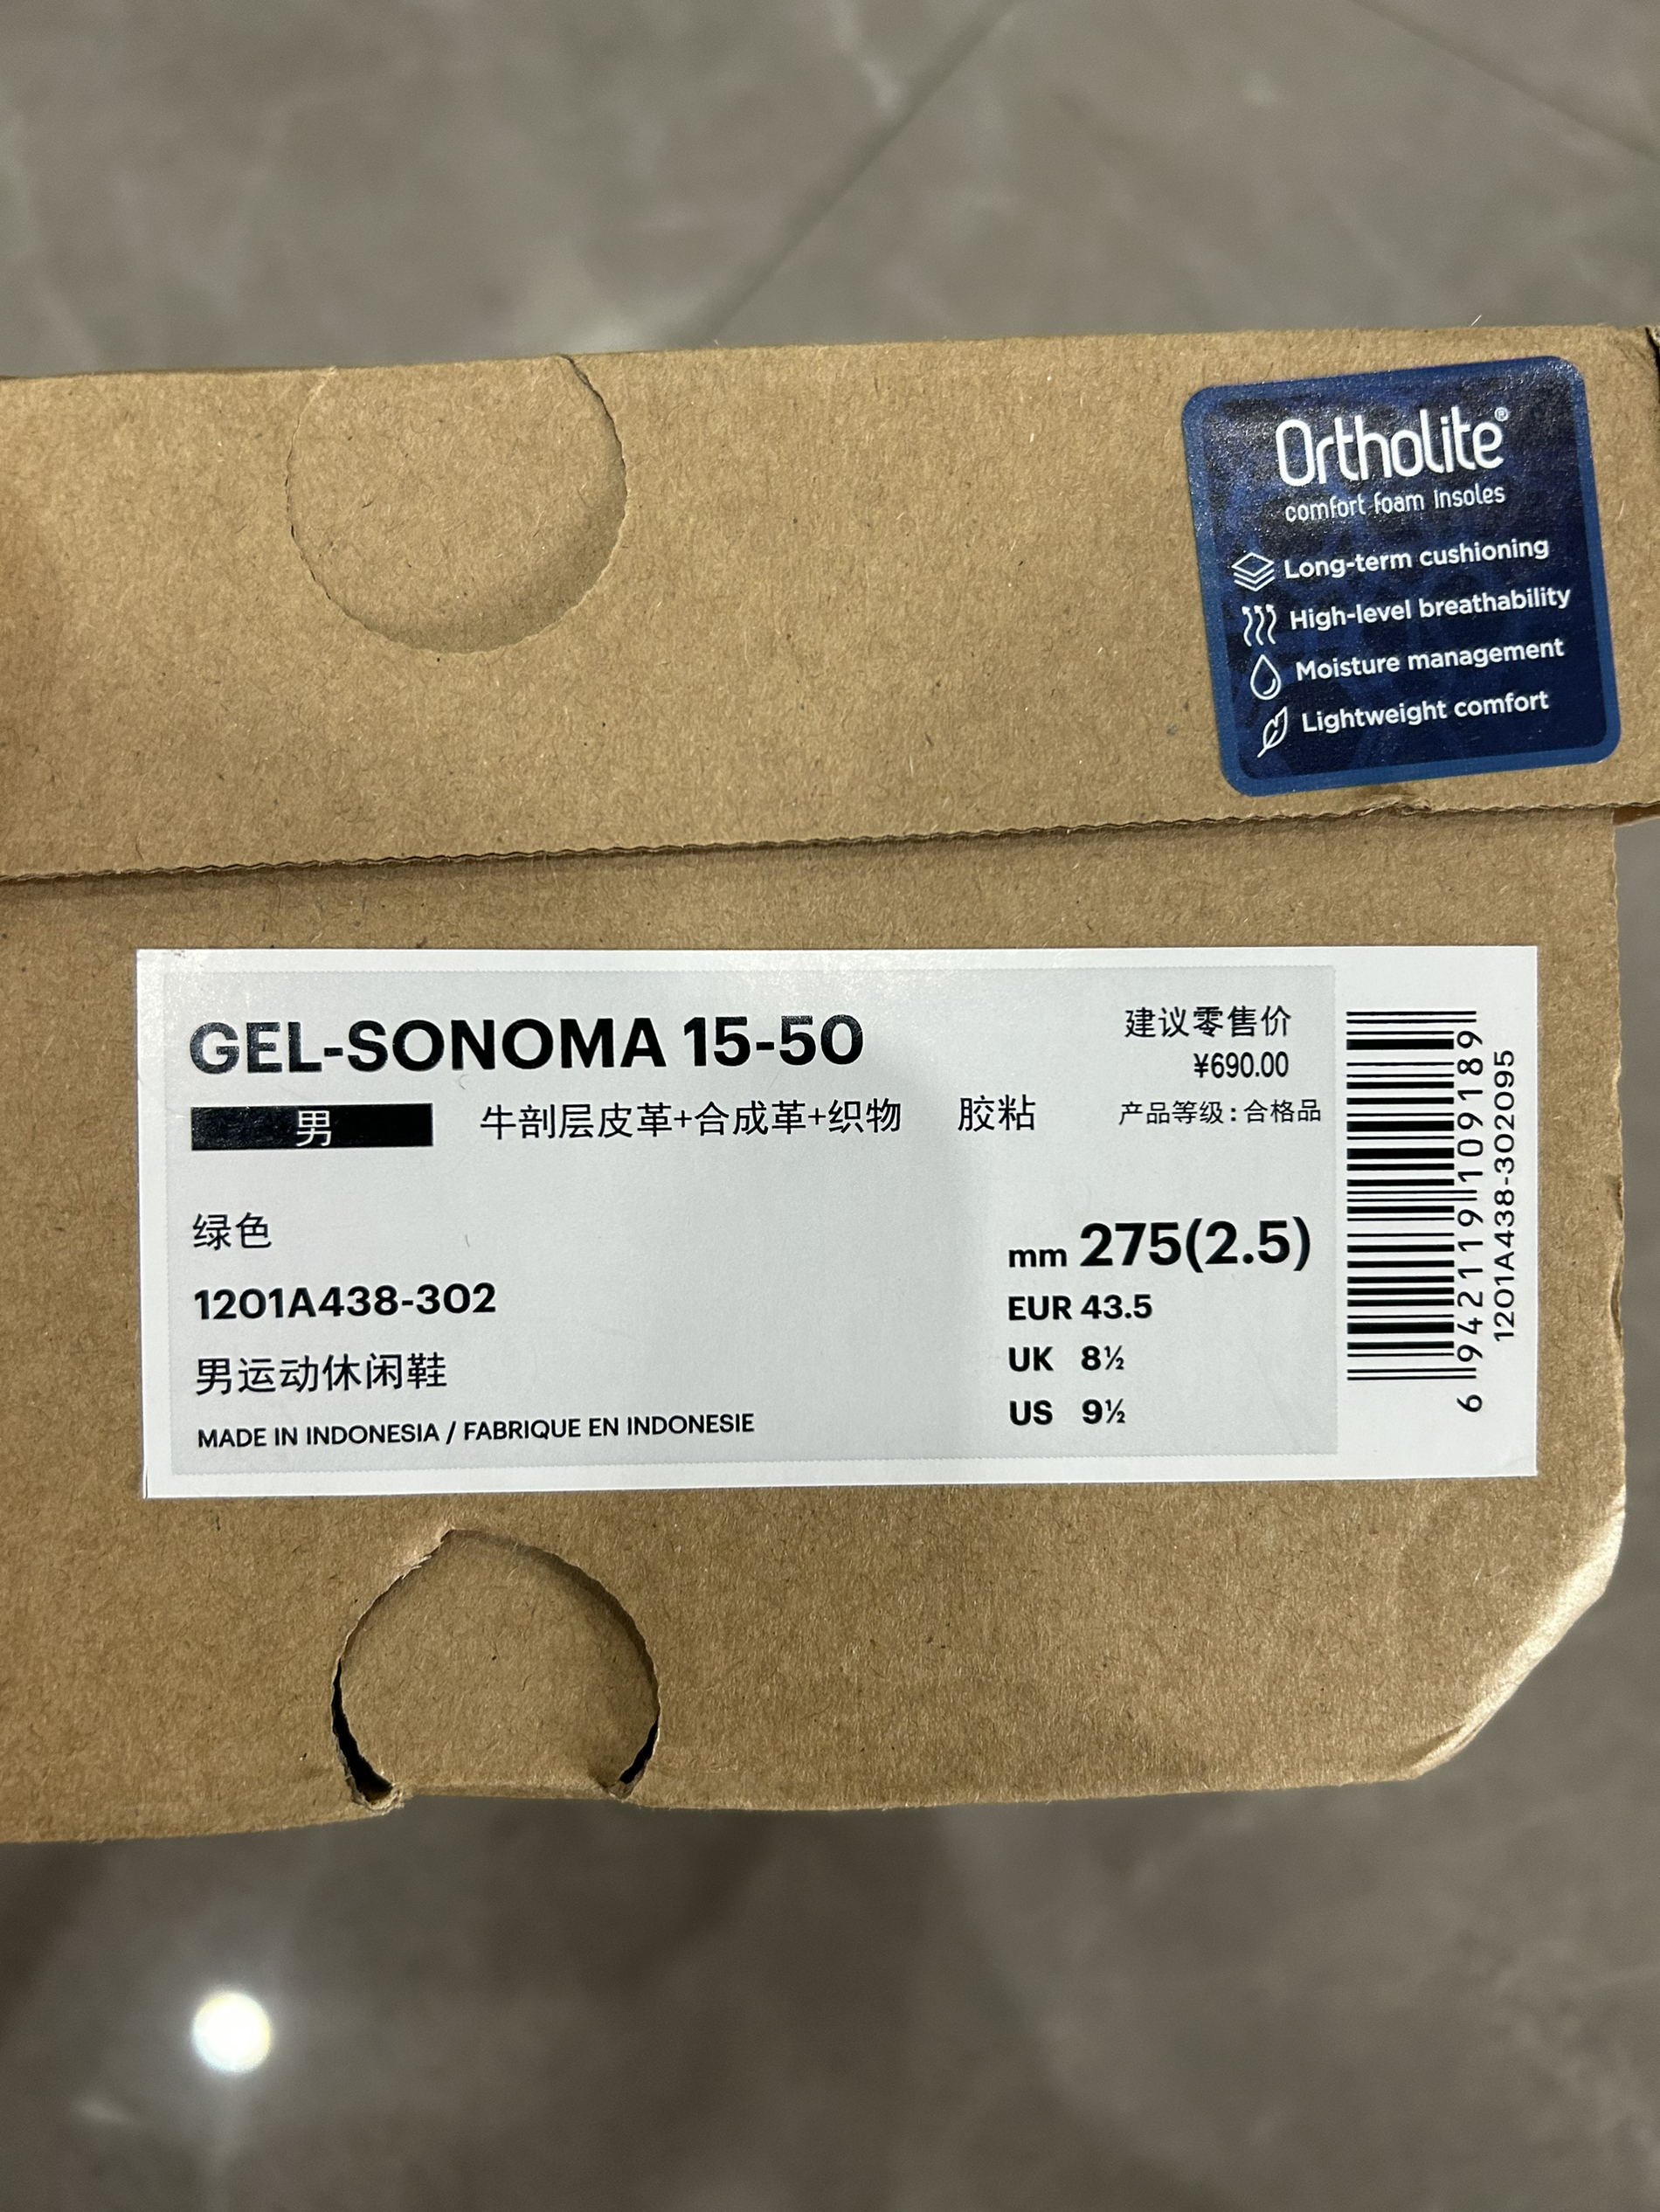 Ortholite®
comfort foam insoles
Long-term cushioning
High-level breathability
Moisture management
Lightweight comfort
GEL-SONOMA 15-50
建议零售价
¥690.00
男 牛剖层皮革+合成革+织物 胶粘 产品等级:合格品
绿色
mm 275(2.5)
1201A438-302
EUR 43.5
男运动休闲鞋
UK 8½
MADE IN INDONESIA / FABRIQUE EN INDONESIE
US 9½
6 942119 109189
1201A438-302095